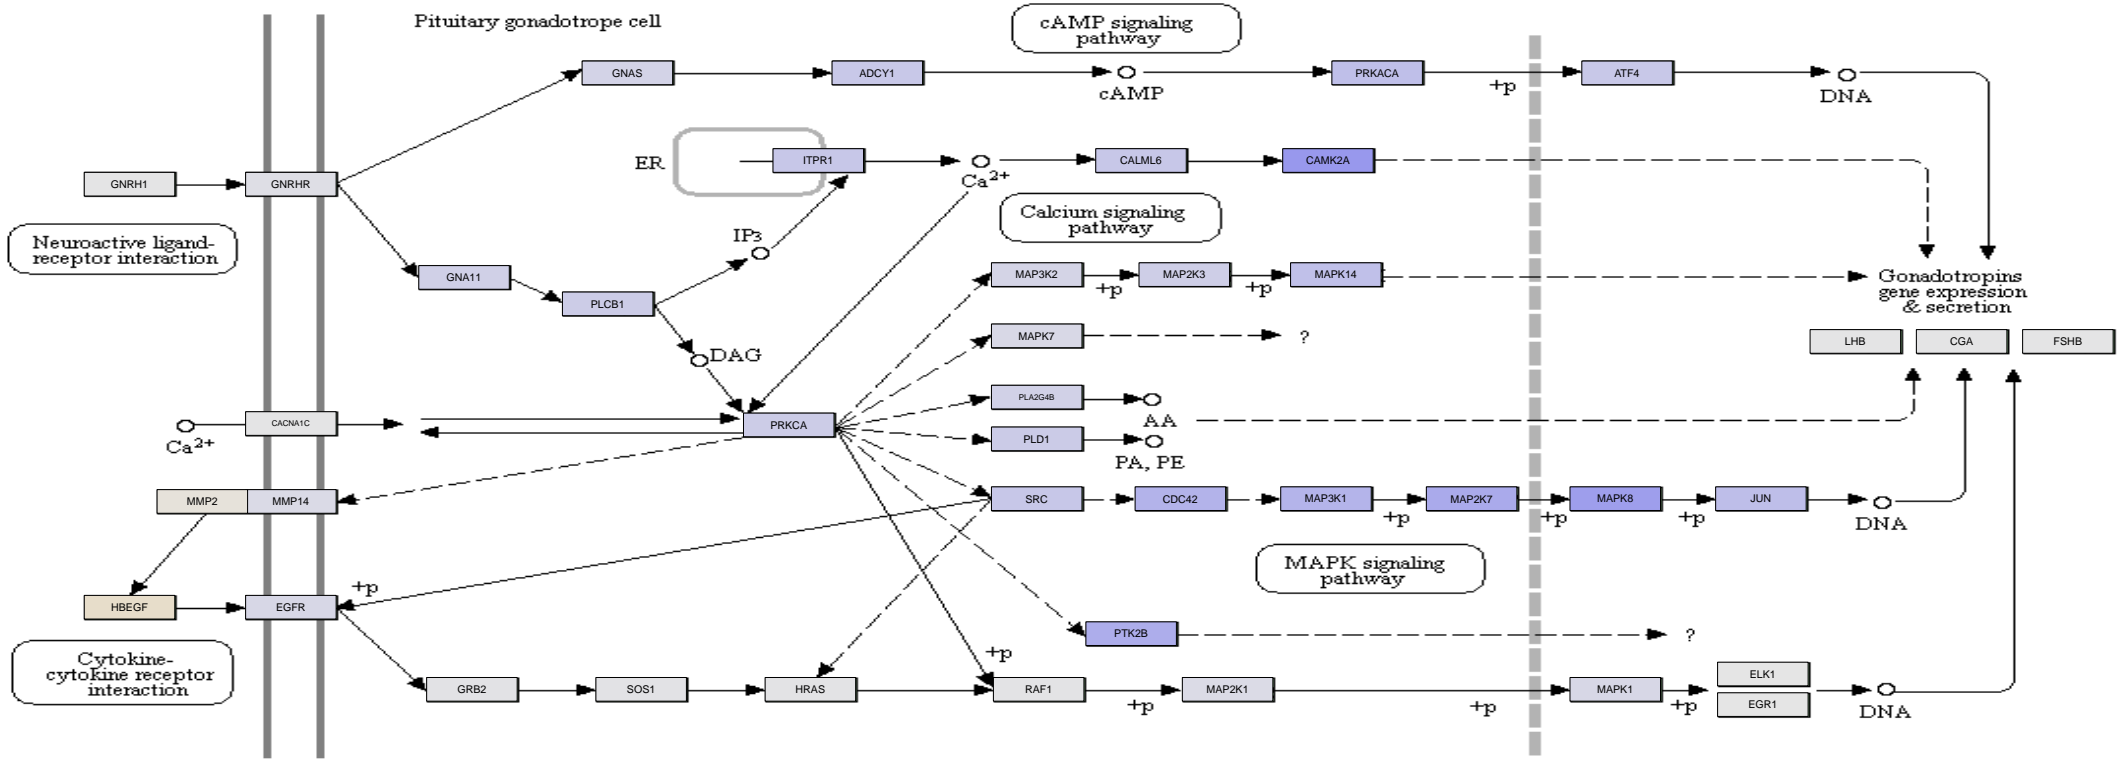 Pituitary gonadotrope cell
cAMP signaling
pathway
GNAS
ADCY1
cAMP
PRKACA
+p
ATF4
DNA
ER
ITPR1
Ca2+
CALML6
CAMK2A
GNRH1
GNRHR
Calcium signaling
pathway
Neuroactive ligand-
receptor interaction
IP3
GNA11
PLCB1
MAP3K2
+p
MAP2K3
+p
MAPK14
Gonadotropins
gene expression
& secretion
MAPK7
?
LHB
CGA
FSHB
DAG
PLA2G4B
AA
Ca2+
CACNA1C
PRKCA
PLD1
PA, PE
MMP2
MMP14
SRC
CDC42
MAP3K1
+p
MAP2K7
+p
MAPK8
+p
JUN
DNA
MAPK signaling
pathway
HBEGF
EGFR
+p
PTK2B
?
Cytokine-
cytokine receptor
interaction
GRB2
SOS1
HRAS
+p
RAF1
+p
MAP2K1
+p
MAPK1
+p
ELK1
EGR1
DNA